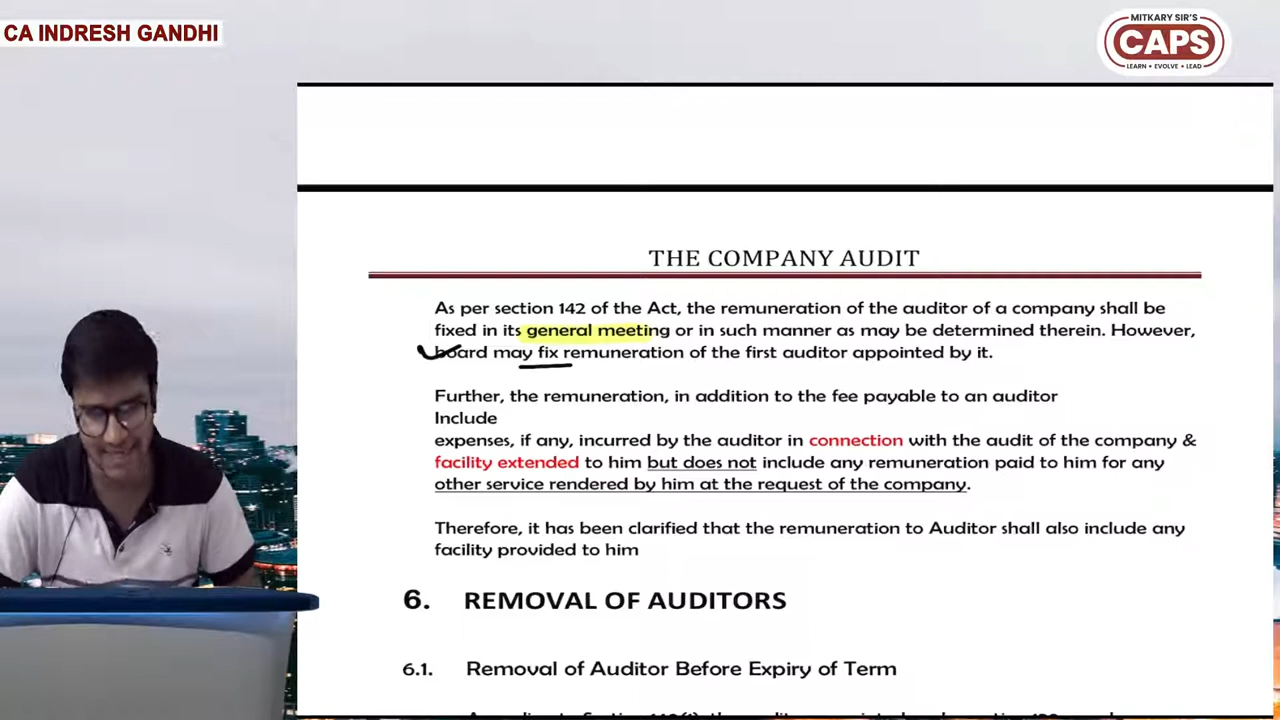 CA INDRESH GANDHI
MITKARY SIR'S
CAPS
LEARN • EVOLVE • LEAD
THE COMPANY AUDIT
As per section 142 of the Act, the remuneration of the auditor of a company shall be
fixed in its general meeting or in such manner as may be determined therein. However,
board may fix remuneration of the first auditor appointed by it.
Further, the remuneration, in addition to the fee payable to an auditor
Include
expenses, if any, incurred by the auditor in connection with the audit of the company &
facility extended to him but does not include any remuneration paid to him for any
other service rendered by him at the request of the company.
Therefore, it has been clarified that the remuneration to Auditor shall also include any
facility provided to him
6. REMOVAL OF AUDITORS
6.1. Removal of Auditor Before Expiry of Term